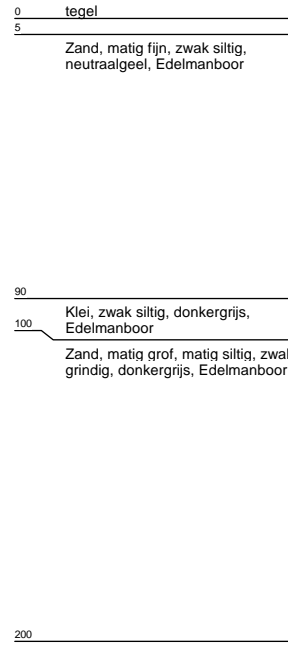 0 tegel
5
Zand, matig fijn, zwak siltig,
neutraalgeel, Edelmanboor
90
Klei, zwak siltig, donkergrijs,
100 Edelmanboor
Zand, matig grof, matig siltig, zwak
grindig, donkergrijs, Edelmanboor
200